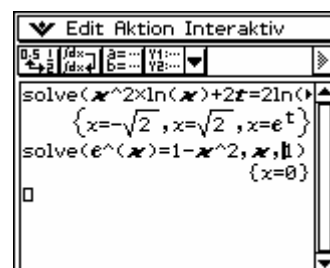 Edit Aktion Interaktiv
solve(x^2×ln(x)+2t=2ln(
{x=-√2 ,x=√2 ,x=e^t}
solve(e^(x)=1-x^2,x,1)
{x=0}